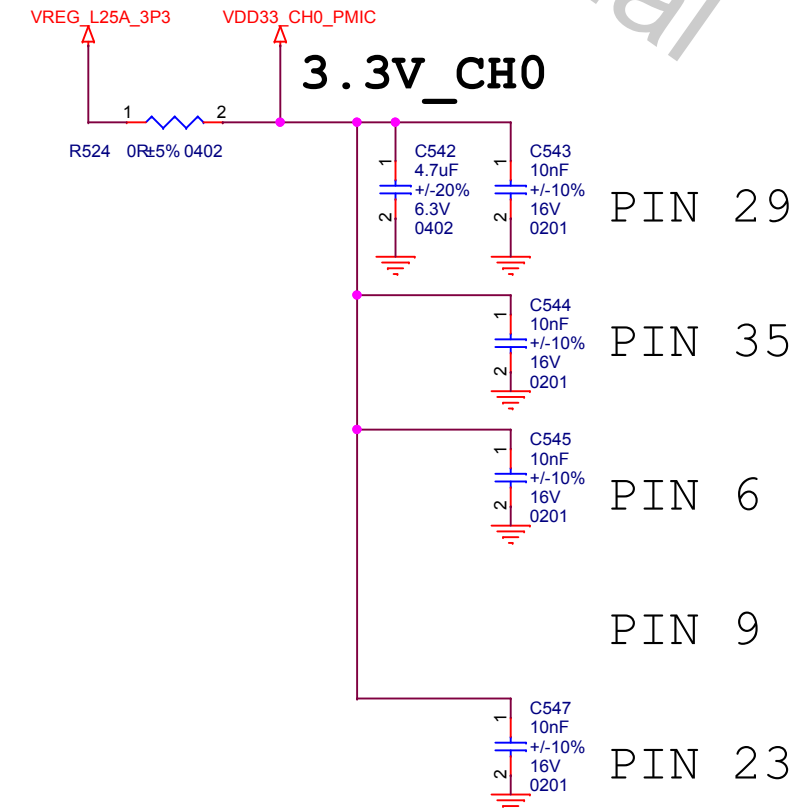 VREG_L25A_3P3
VDD33_CH0_PMIC
3.3V_CH0
1
2
R524
0R±5% 0402
1
2
C542
4.7uF
+/-20%
6.3V
0402
1
2
C543
10nF
+/-10%
16V
0201
PIN 29
1
2
C544
10nF
+/-10%
16V
0201
PIN 35
1
2
C545
10nF
+/-10%
16V
0201
PIN 6
PIN 9
1
2
C547
10nF
+/-10%
16V
0201
PIN 23